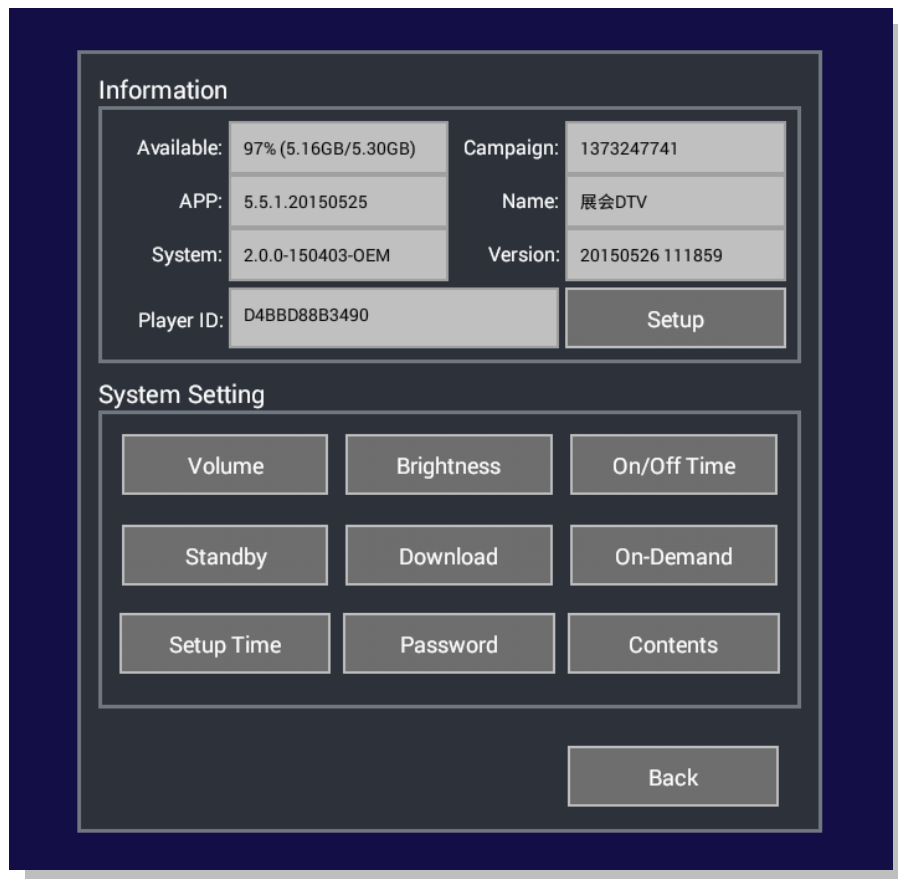 Information
Available: 97% (5.16GB/5.30GB) Campaign: 1373247741
APP: 5.5.1.20150525 Name: 展会DTV
System: 2.0.0-150403-OEM Version: 20150526 111859
Player ID: D4BBD88B3490 Setup
System Setting
Volume Brightness On/Off Time
Standby Download On-Demand
Setup Time Password Contents
Back